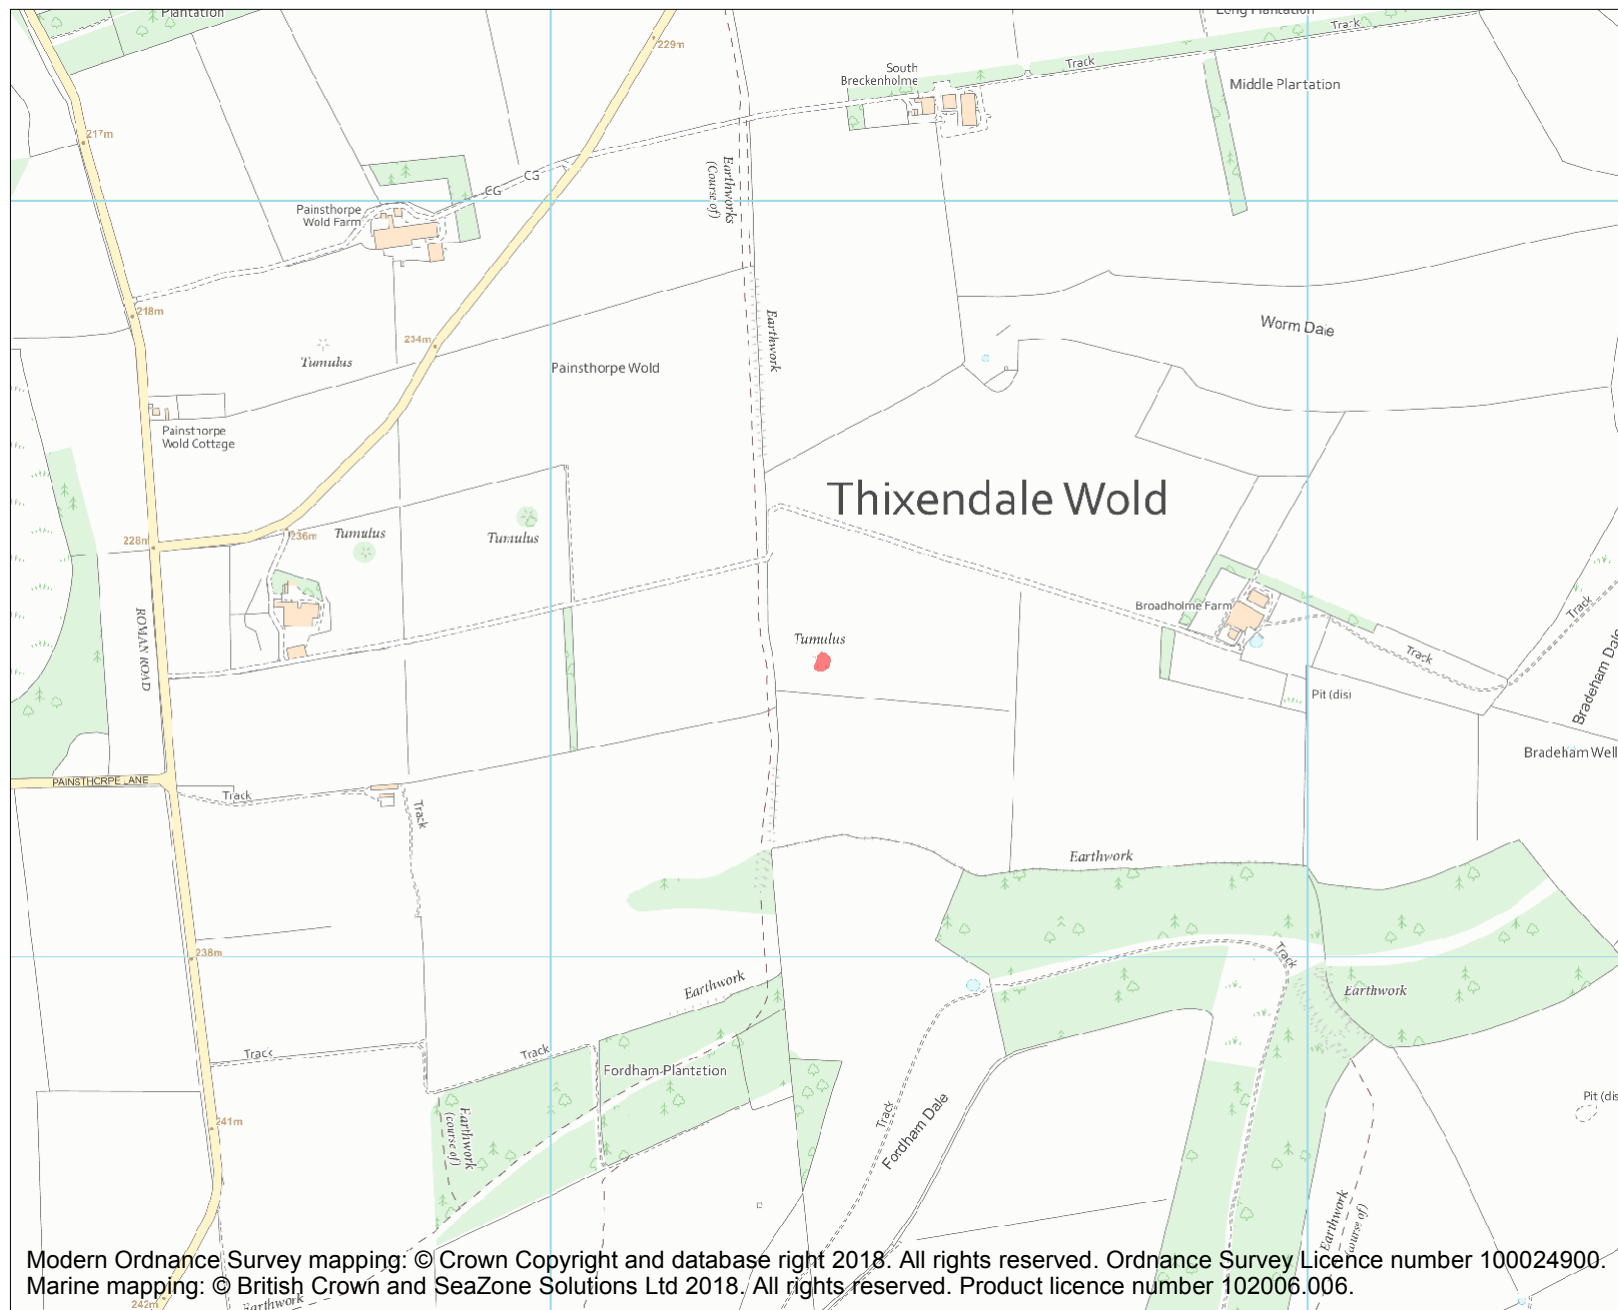 Plantation
Long Plantation
Track
229m
South
Breckenholme
Track
Middle Plantation
217m
Earthworks
(Course of)
CG
CG
Painsthorpe
Wold Farm
218m
Earthwork
Worm Dale
234m
Tumulus
Painsthorpe Wold
Painsthorpe
Wold Cottage
Thixendale Wold
228m
236m
Tumulus
Tumulus
ROMAN ROAD
Broadholme Farm
Track
Tumulus
Track
Bradeham Dale
Pit (dis)
Bradeham Well
PAINSTHORPE LANE
Track
Track
Earthwork
238m
Track
Earthwork
Earthwork
Track
Track
Fordham Plantation
Pit (dis
241m
Earthwork
(course of)
Track
Fordham Dale
Earthwork
(course of)
Modern Ordnance Survey mapping: © Crown Copyright and database right 2018. All rights reserved. Ordnance Survey Licence number 100024900.
Marine mapping: © British Crown and SeaZone Solutions Ltd 2018. All rights reserved. Product licence number 102006.006.
242m
Earthwork